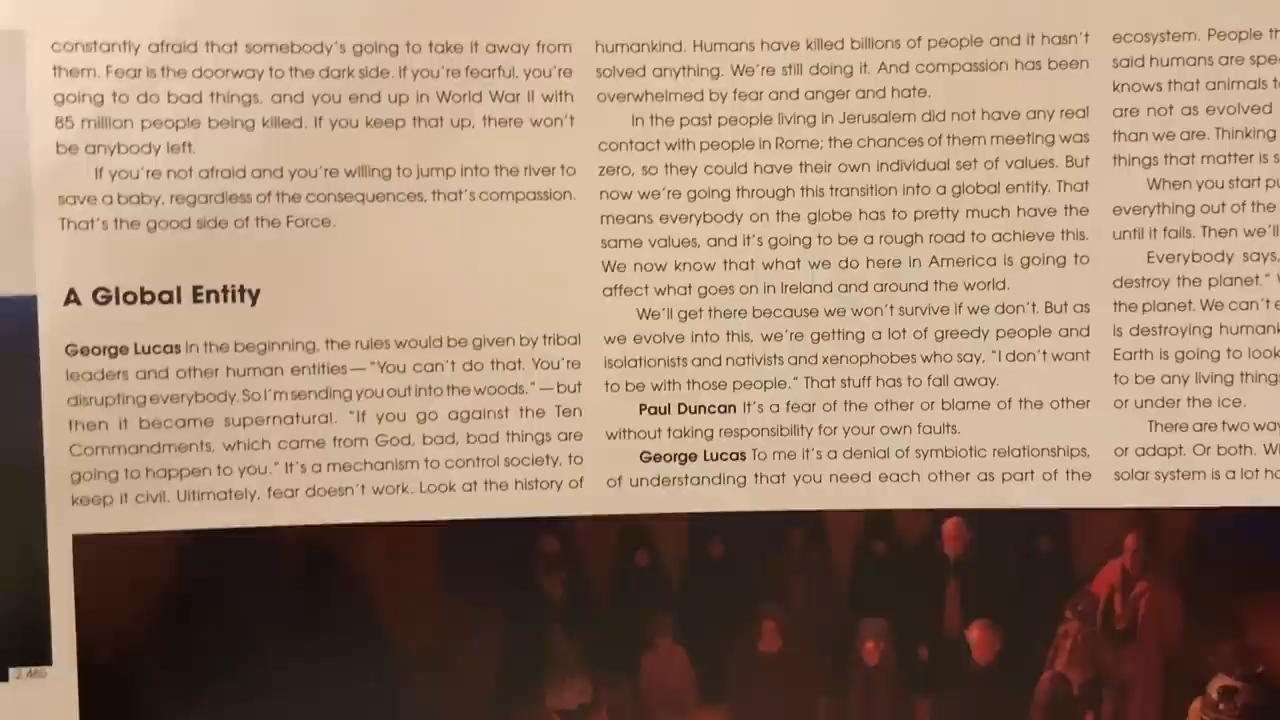 constantly afraid that somebody's going to take it away from
them. Fear is the doorway to the dark side. If you're fearful, you're
going to do bad things, and you end up in World War II with
85 million people being killed. If you keep that up, there won't
be anybody left.
If you're not afraid and you're willing to jump into the river to
save a baby, regardless of the consequences, that's compassion.
That's the good side of the Force.
A Global Entity
George Lucas In the beginning, the rules would be given by tribal
leaders and other human entities—"You can't do that. You're
disrupting everybody. So I'm sending you out into the woods."—but
then it became supernatural. "If you go against the Ten
Commandments, which came from God, bad, bad things are
going to happen to you." It's a mechanism to control society, to
keep it civil. Ultimately, fear doesn't work. Look at the history of
humankind. Humans have killed billions of people and it hasn't
solved anything. We're still doing it. And compassion has been
overwhelmed by fear and anger and hate.
In the past people living in Jerusalem did not have any real
contact with people in Rome; the chances of them meeting was
zero, so they could have their own individual set of values. But
now we're going through this transition into a global entity. That
means everybody on the globe has to pretty much have the
same values, and it's going to be a rough road to achieve this.
We now know that what we do here in America is going to
affect what goes on in Ireland and around the world.
We'll get there because we won't survive if we don't. But as
we evolve into this, we're getting a lot of greedy people and
isolationists and nativists and xenophobes who say, "I don't want
to be with those people." That stuff has to fall away.
Paul Duncan It's a fear of the other or blame of the other
without taking responsibility for your own faults.
George Lucas To me it's a denial of symbiotic relationships,
of understanding that you need each other as part of the
ecosystem. People th
said humans are spe
knows that animals t
are not as evolved
than we are. Thinking
things that matter is s
When you start pu
everything out of the
until it fails. Then we'll
Everybody says,
destroy the planet."
the planet. We can't e
is destroying human
Earth is going to look
to be any living thing
or under the ice.
There are two way
or adapt. Or both. W
solar system is a lot ho